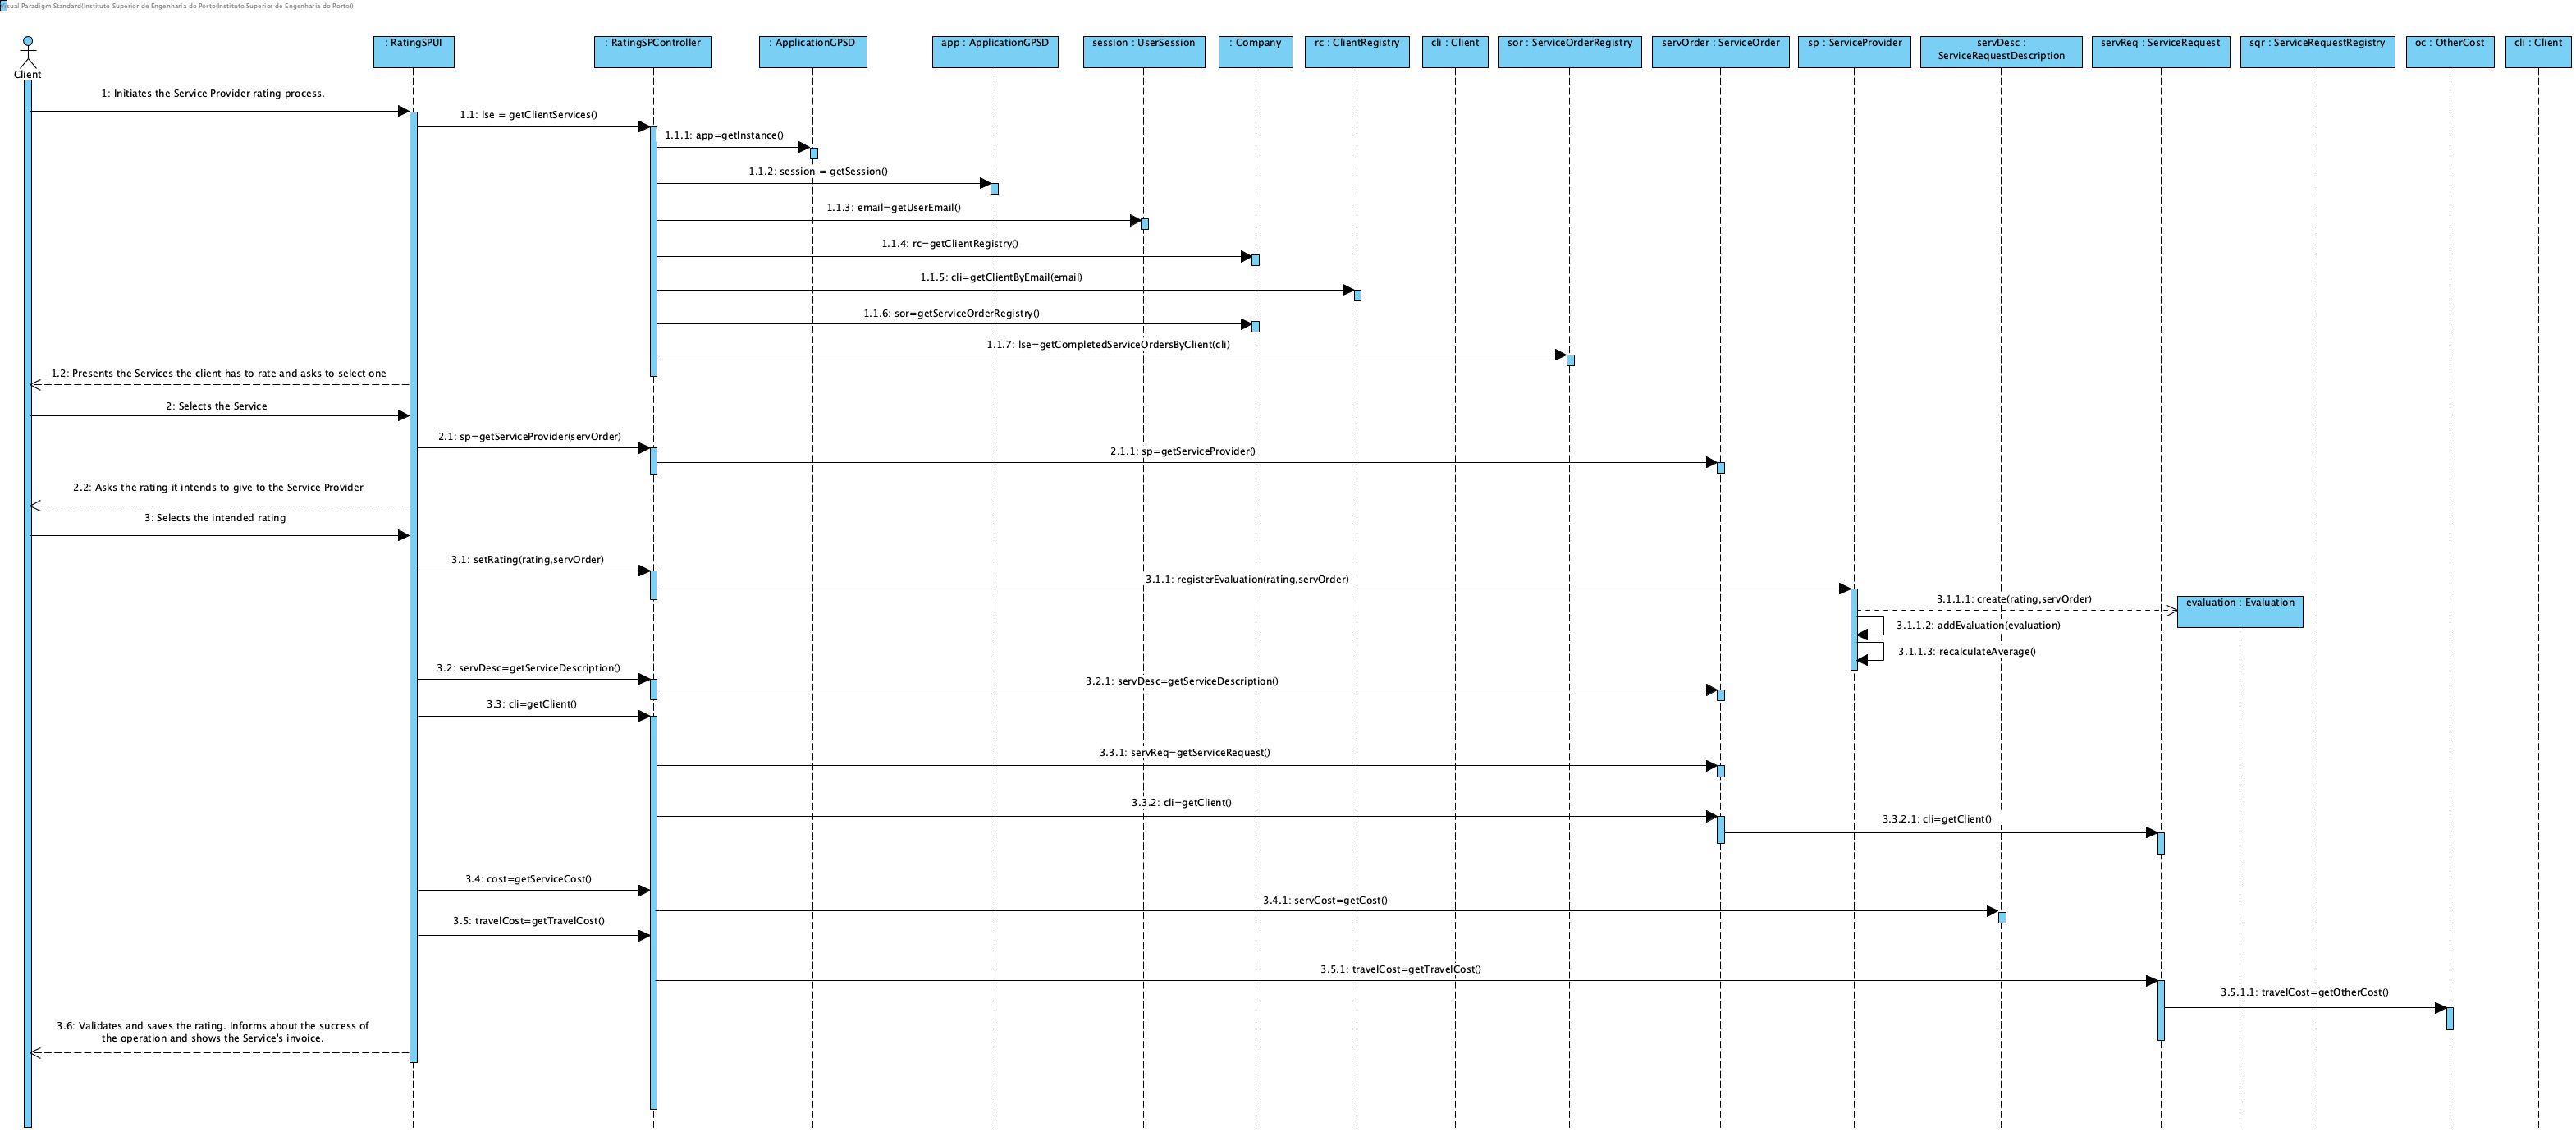 Visual Paradigm Standard(Instituto Superior de Engenharia do Porto(Instituto Superior de Engenharia do Porto))
Client
: RatingSPUI
: RatingSPController
: ApplicationGPSD
app : ApplicationGPSD
session : UserSession
: Company
rc : ClientRegistry
cli : Client
sor : ServiceOrderRegistry
servOrder : ServiceOrder
sp : ServiceProvider
servDesc :
ServiceRequestDescription
servReq : ServiceRequest
sqr : ServiceRequestRegistry
oc : OtherCost
cli : Client
1: Initiates the Service Provider rating process.
1.1: lse = getClientServices()
1.1.1: app=getInstance()
1.1.2: session = getSession()
1.1.3: email=getUserEmail()
1.1.4: rc=getClientRegistry()
1.1.5: cli=getClientByEmail(email)
1.1.6: sor=getServiceOrderRegistry()
1.1.7: lse=getCompletedServiceOrdersByClient(cli)
1.2: Presents the Services the client has to rate and asks to select one
2: Selects the Service
2.1: sp=getServiceProvider(servOrder)
2.1.1: sp=getServiceProvider()
2.2: Asks the rating it intends to give to the Service Provider
3: Selects the intended rating
3.1: setRating(rating,servOrder)
3.1.1: registerEvaluation(rating,servOrder)
3.1.1.1: create(rating,servOrder)
evaluation : Evaluation
3.1.1.2: addEvaluation(evaluation)
3.1.1.3: recalculateAverage()
3.2: servDesc=getServiceDescription()
3.2.1: servDesc=getServiceDescription()
3.3: cli=getClient()
3.3.1: servReq=getServiceRequest()
3.3.2: cli=getClient()
3.3.2.1: cli=getClient()
3.4: cost=getServiceCost()
3.4.1: servCost=getCost()
3.5: travelCost=getTravelCost()
3.5.1: travelCost=getTravelCost()
3.5.1.1: travelCost=getOtherCost()
3.6: Validates and saves the rating. Informs about the success of
the operation and shows the Service's invoice.